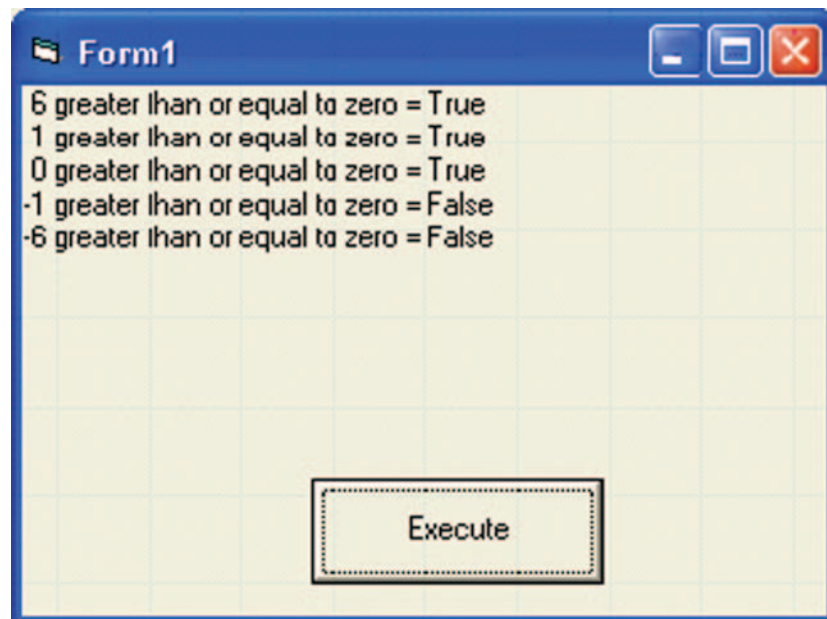 Form1
6 greater than or equal to zero = True
1 greater than or equal to zero = True
0 greater than or equal to zero = True
-1 greater than or equal to zero = False
-6 greater than or equal to zero = False
Execute